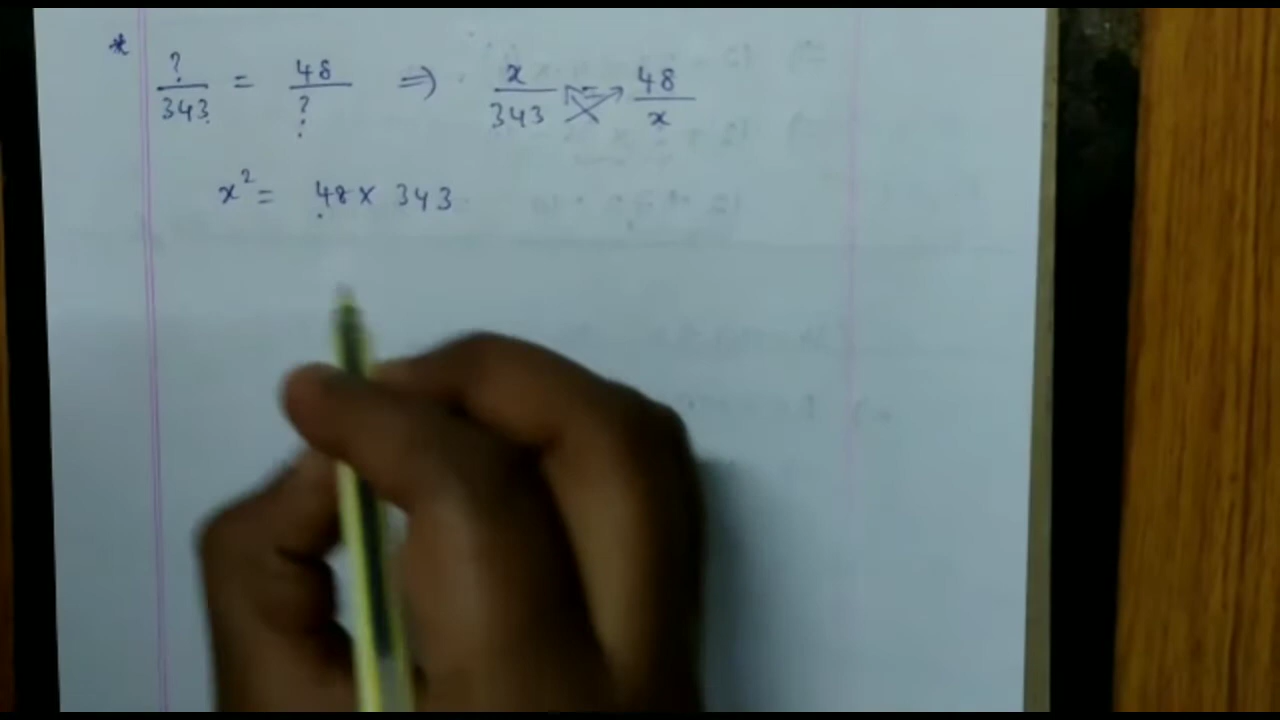 * ?/343 = 48/? ⇒ x/343 = 48/x
x² = 48 x 343